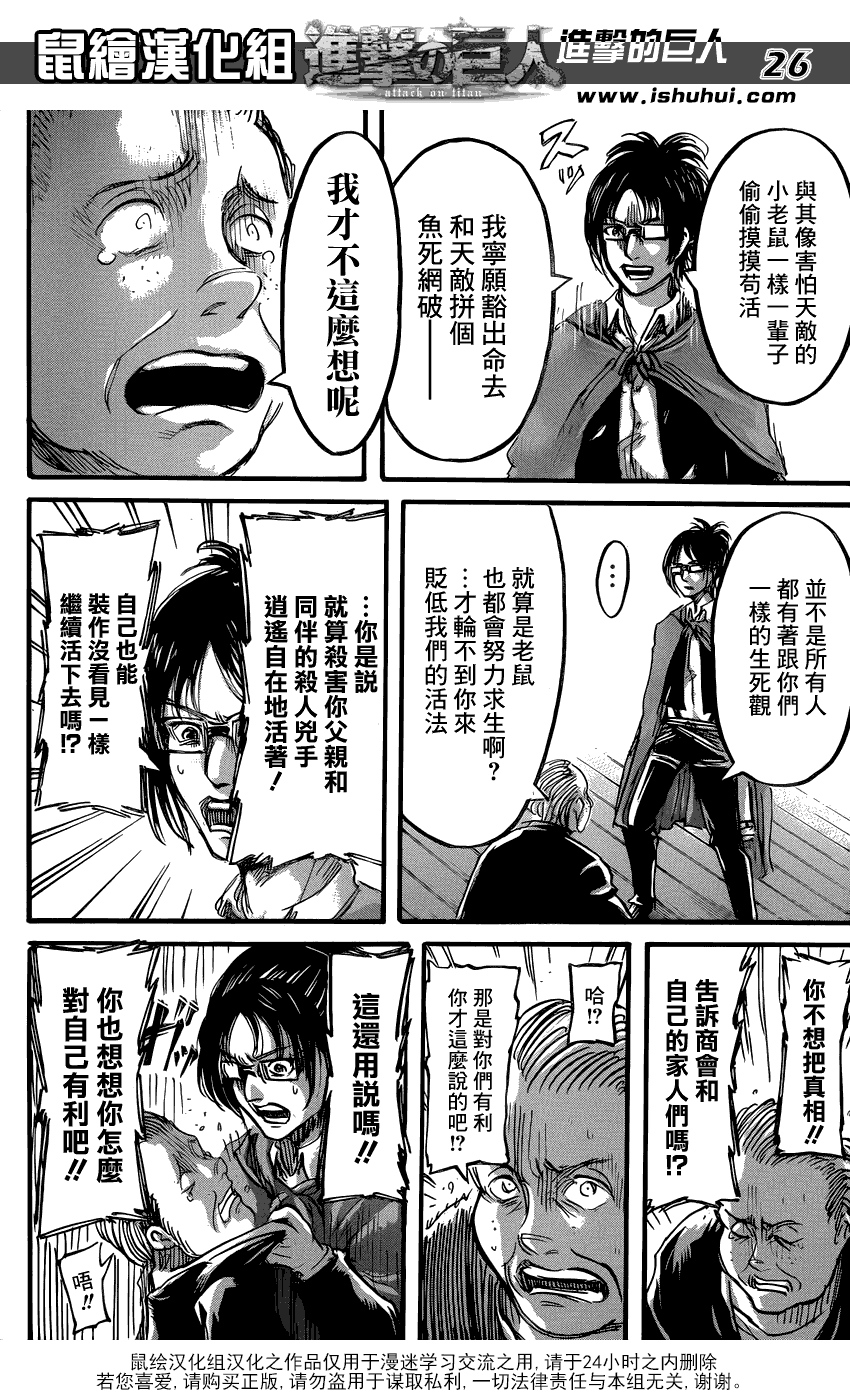 鼠繪漢化組
進撃の巨人
attack on titan
進擊的巨人
www.ishuhui.com
26
與其像害怕天敵的
小老鼠一樣一輩子
偷偷摸摸苟活
ズッ
我寧願豁出命去
和天敵拼個
魚死網破——
我才不這麼想呢
並不是所有人
都有著跟你們
一樣的生死觀
…
就算是老鼠
也都會努力求生啊?
…才輪不到你來
貶低我們的活法
…你是說
就算殺害你父親和
同伴的殺人兇手
逍遙自在地活著!
自己也能
裝作沒看見一樣
繼續活下去嗎!?
你不想把真相!!
告訴商會和
自己的家人們嗎!?
哈!?
那是對你們有利
你才這麼說的吧!?
這還用説嗎!!
你也想想你怎麼
對自己有利吧!!
唔!!
鼠绘汉化组汉化之作品仅用于漫迷学习交流之用, 请于24小时之内删除
若您喜爱, 请购买正版, 请勿用于谋取私利, 一切法律责任与本组无关, 谢谢.